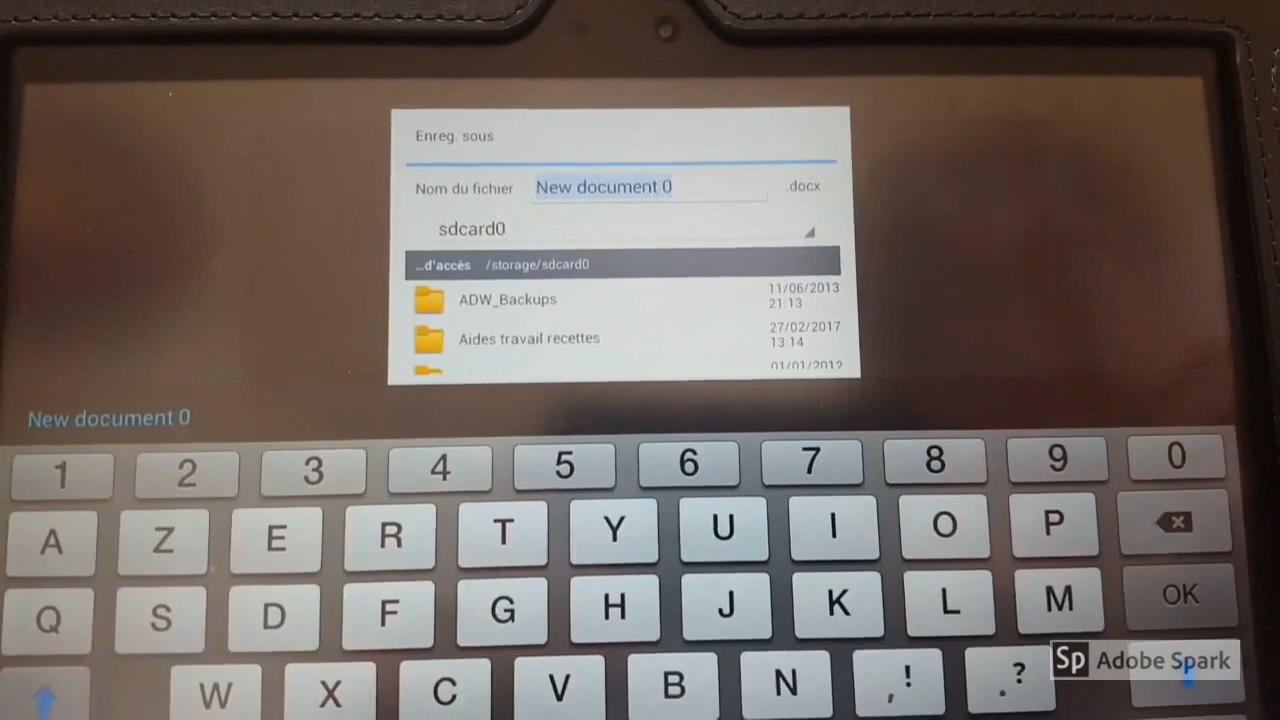 Enreg. sous
Nom du fichier New document 0 .docx
sdcard0
...d'accès /storage/sdcard0
ADW_Backups 11/06/2013
21:13
Aides travail recettes 27/02/2017
13:14
01/01/2012
New document 0
1 2 3 4 5 6 7 8 9 0
A Z E R T Y U I O P
Q S D F G H J K L M OK
W X C V B N , ! . ?
Sp Adobe Spark